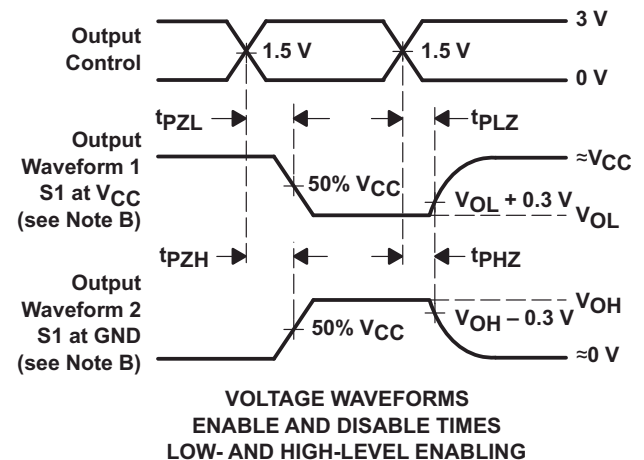 Output
Control
1.5 V
1.5 V
3 V
0 V
tPZL
tPLZ
Output
Waveform 1
S1 at VCC
(see Note B)
50% VCC
≈VCC
VOL + 0.3 V
VOL
tPZH
tPHZ
Output
Waveform 2
S1 at GND
(see Note B)
50% VCC
VOH
VOH – 0.3 V
≈0 V
VOLTAGE WAVEFORMS
ENABLE AND DISABLE TIMES
LOW- AND HIGH-LEVEL ENABLING